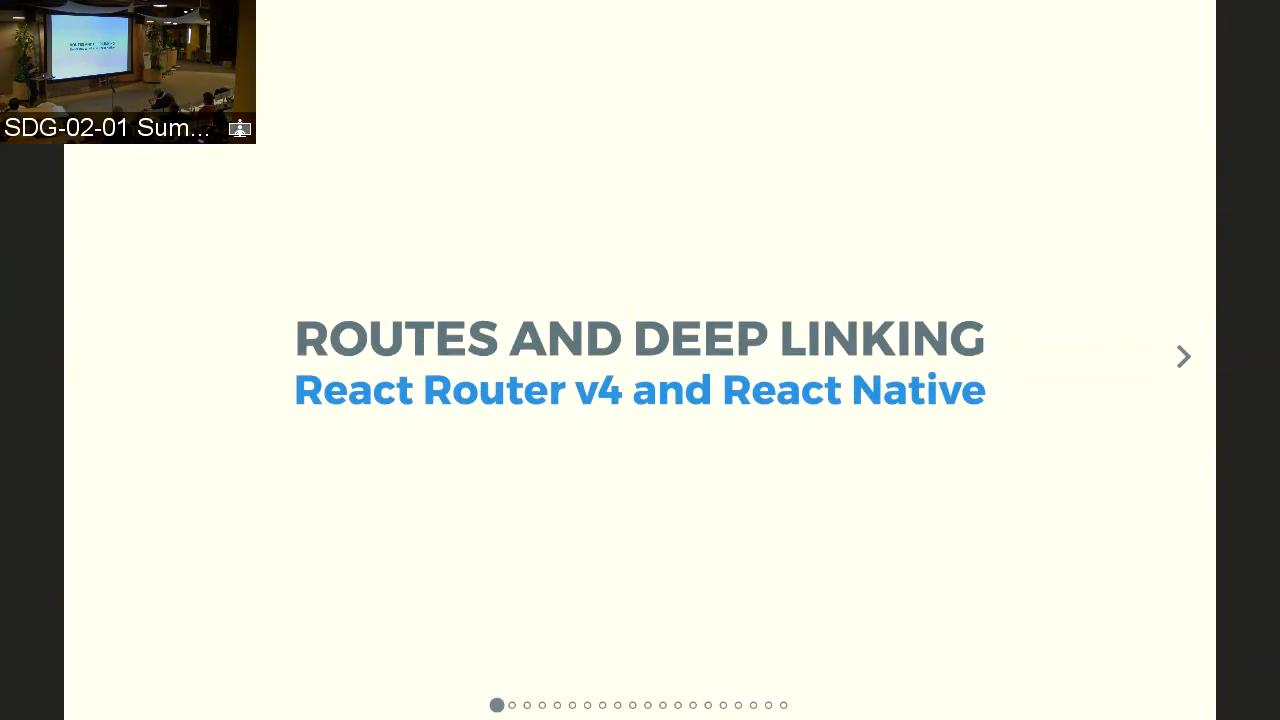 SDG-02-01 Sum...
ROUTES AND DEEP LINKING
React Router v4 and React Native